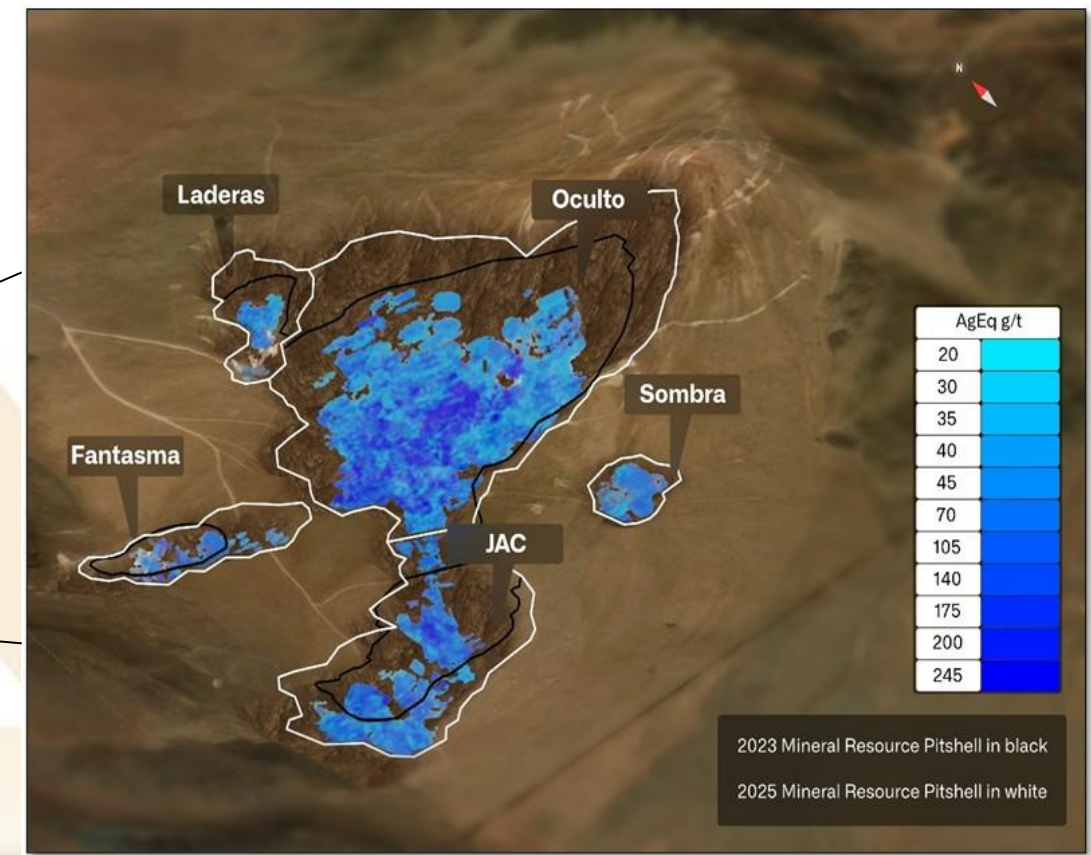 N
Laderas
Oculto
Sombra
Fantasma
JAC
AgEq g/t
20
30
35
40
45
70
105
140
175
200
245
2023 Mineral Resource Pitshell in black
2025 Mineral Resource Pitshell in white